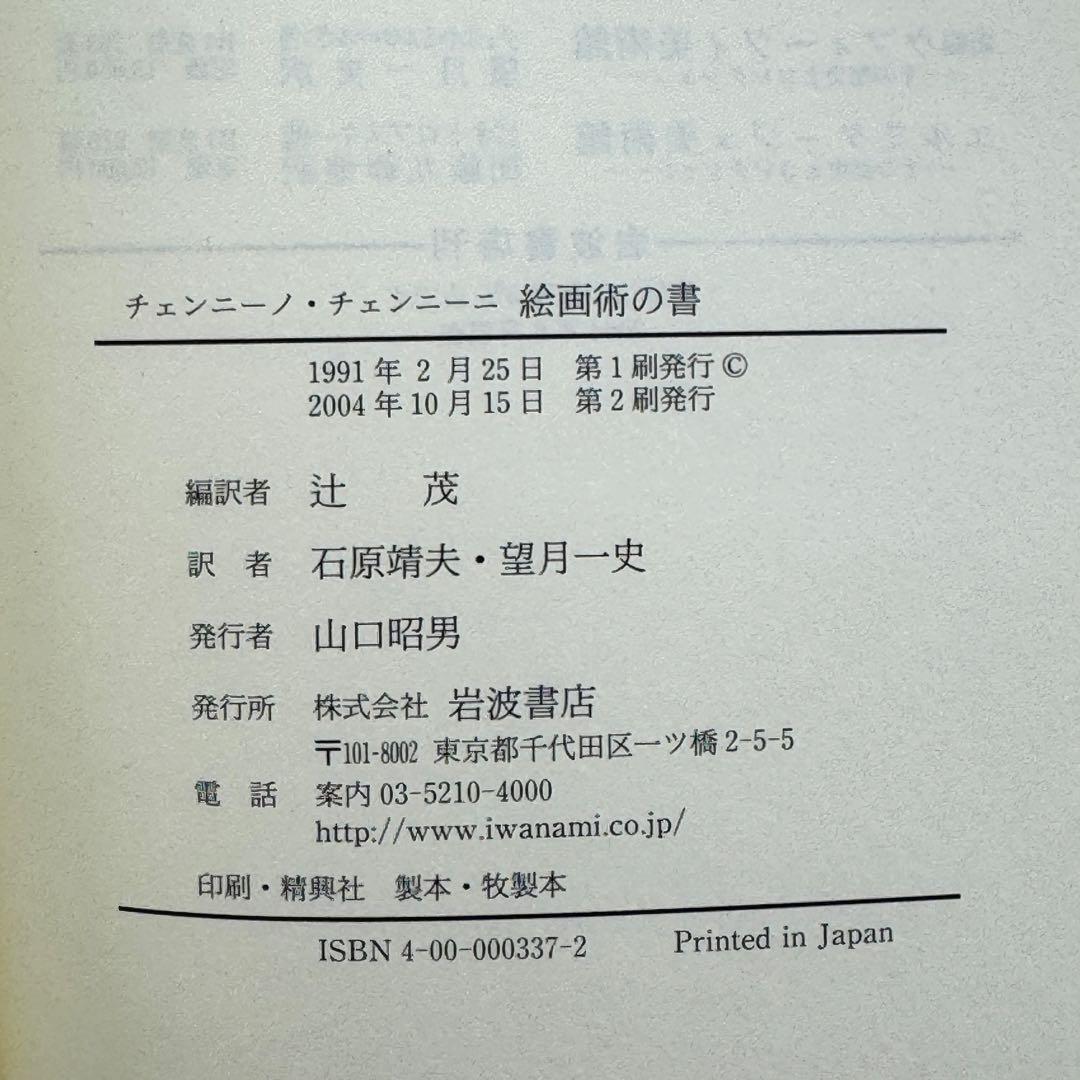 チェンニーノ・チェンニーニ 絵画術の書
1991年 2 月25日 第1刷発行 ©
2004年10月15日 第2刷発行
編訳者 辻 茂
訳 者 石原靖夫・望月一史
発行者 山口昭男
発行所 株式会社 岩波書店
〒101-8002 東京都千代田区一ツ橋2-5-5
電 話 案内 03-5210-4000
http://www.iwanami.co.jp/
印刷・精興社 製本・牧製本
ISBN 4-00-000337-2 Printed in Japan